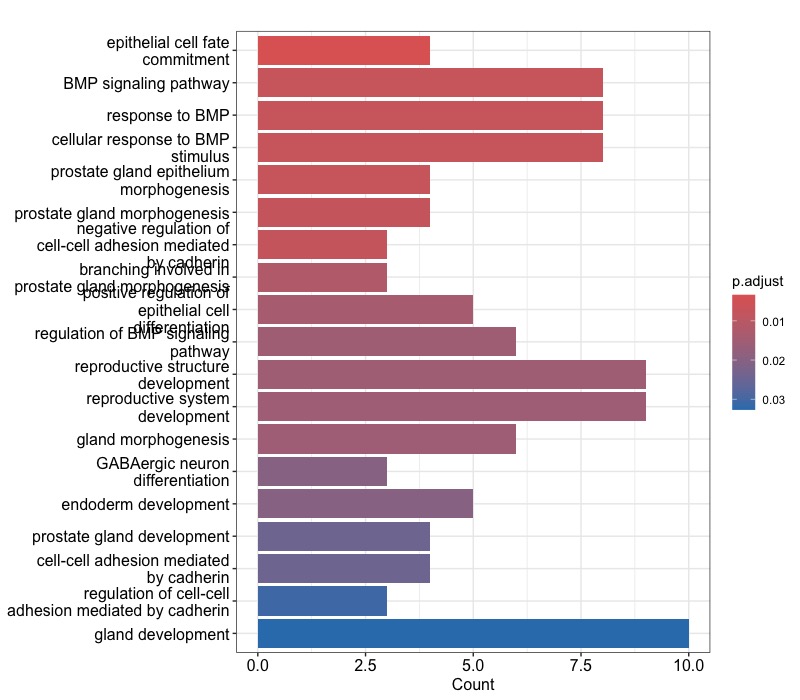 epithelial cell fate
commitment
BMP signaling pathway
response to BMP
cellular response to BMP
stimulus
prostate gland epithelium
morphogenesis
prostate gland morphogenesis
negative regulation of
cell-cell adhesion mediated
by cadherin
branching involved in
prostate gland morphogenesis
positive regulation of
epithelial cell
differentiation
regulation of BMP signaling
pathway
reproductive structure
development
reproductive system
development
gland morphogenesis
GABAergic neuron
differentiation
endoderm development
prostate gland development
cell-cell adhesion mediated
by cadherin
regulation of cell-cell
adhesion mediated by cadherin
gland development
0.0 2.5 5.0 7.5 10.0
Count
p.adjust
0.01
0.02
0.03